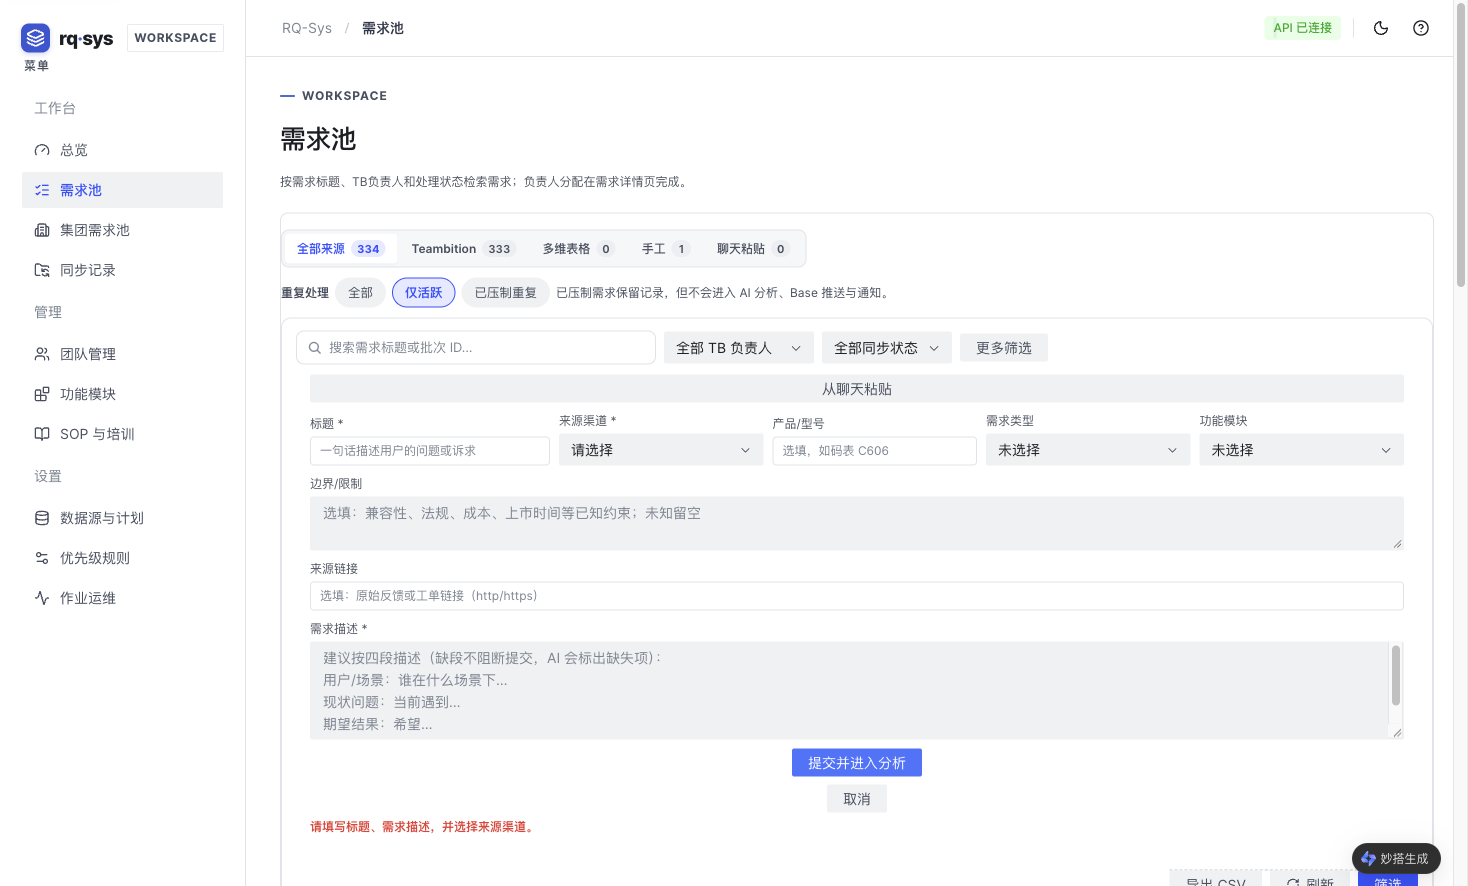 rq·sys WORKSPACE
菜单
工作台
总览
需求池
集团需求池
同步记录
管理
团队管理
功能模块
SOP 与培训
设置
数据源与计划
优先级规则
作业运维
RQ-Sys / 需求池
API 已连接
WORKSPACE
需求池
按需求标题、TB负责人和处理状态检索需求；负责人分配在需求详情页完成。
全部来源 334 Teambition 333 多维表格 0 手工 1 聊天粘贴 0
重复处理 全部 仅活跃 已压制重复 已压制需求保留记录，但不会进入 AI 分析、Base 推送与通知。
搜索需求标题或批次 ID... 全部 TB 负责人 全部同步状态 更多筛选
从聊天粘贴
标题 * 来源渠道 * 产品/型号 需求类型 功能模块
一句话描述用户的问题或诉求 请选择 选填，如码表 C606 未选择 未选择
边界/限制
选填：兼容性、法规、成本、上市时间等已知约束；未知留空
来源链接
选填：原始反馈或工单链接（http/https）
需求描述 *
建议按四段描述（缺段不阻断提交，AI 会标出缺失项）：
用户/场景：谁在什么场景下...
现状问题：当前遇到...
期望结果：希望...
提交并进入分析
取消
请填写标题、需求描述，并选择来源渠道。
妙搭生成
导出 CSV 刷新 筛选